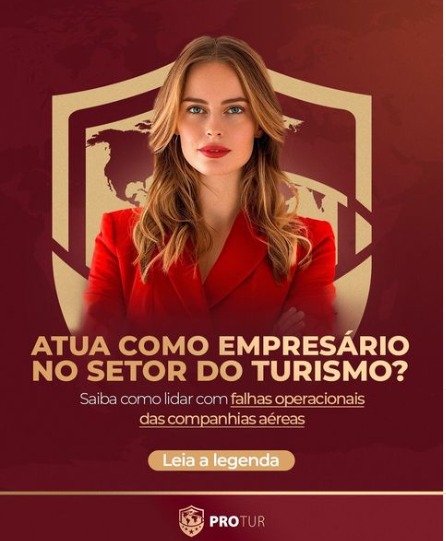 ATUA COMO EMPRESÁRIO
NO SETOR DO TURISMO?
Saiba como lidar com falhas operacionais
das companhias aéreas
Leia a legenda
PROTUR